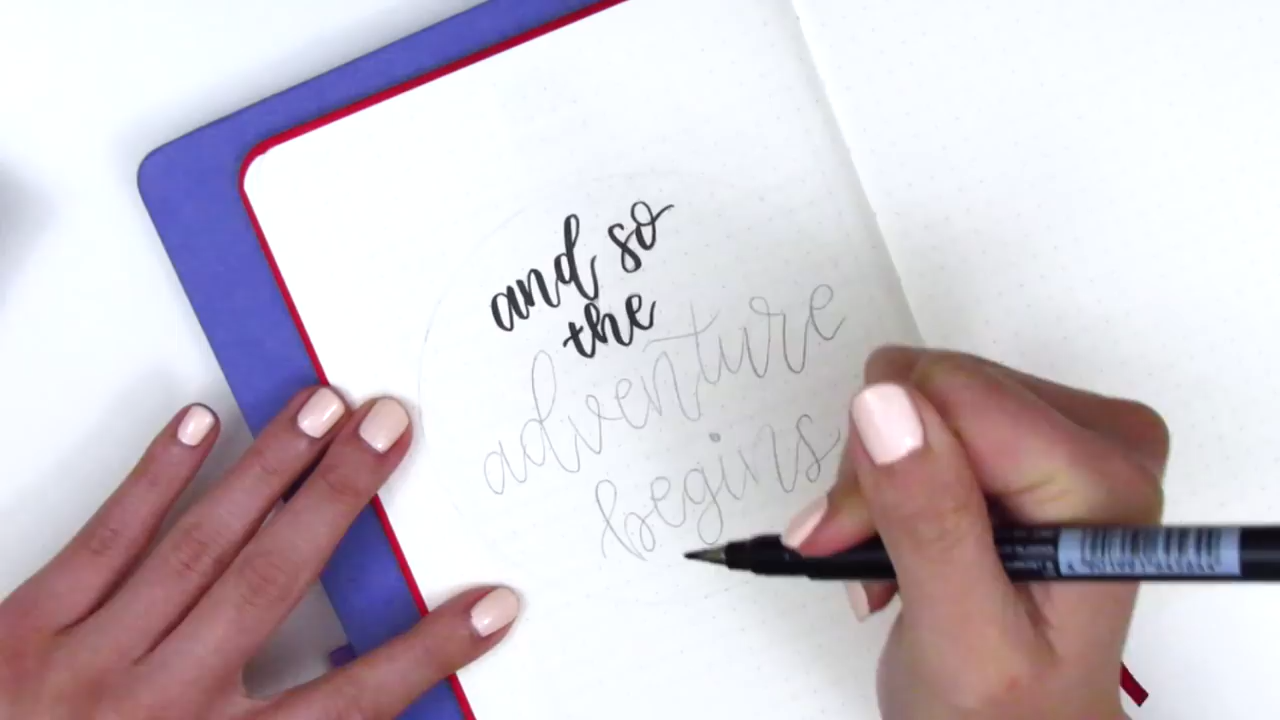 and so
the
adventure
begins